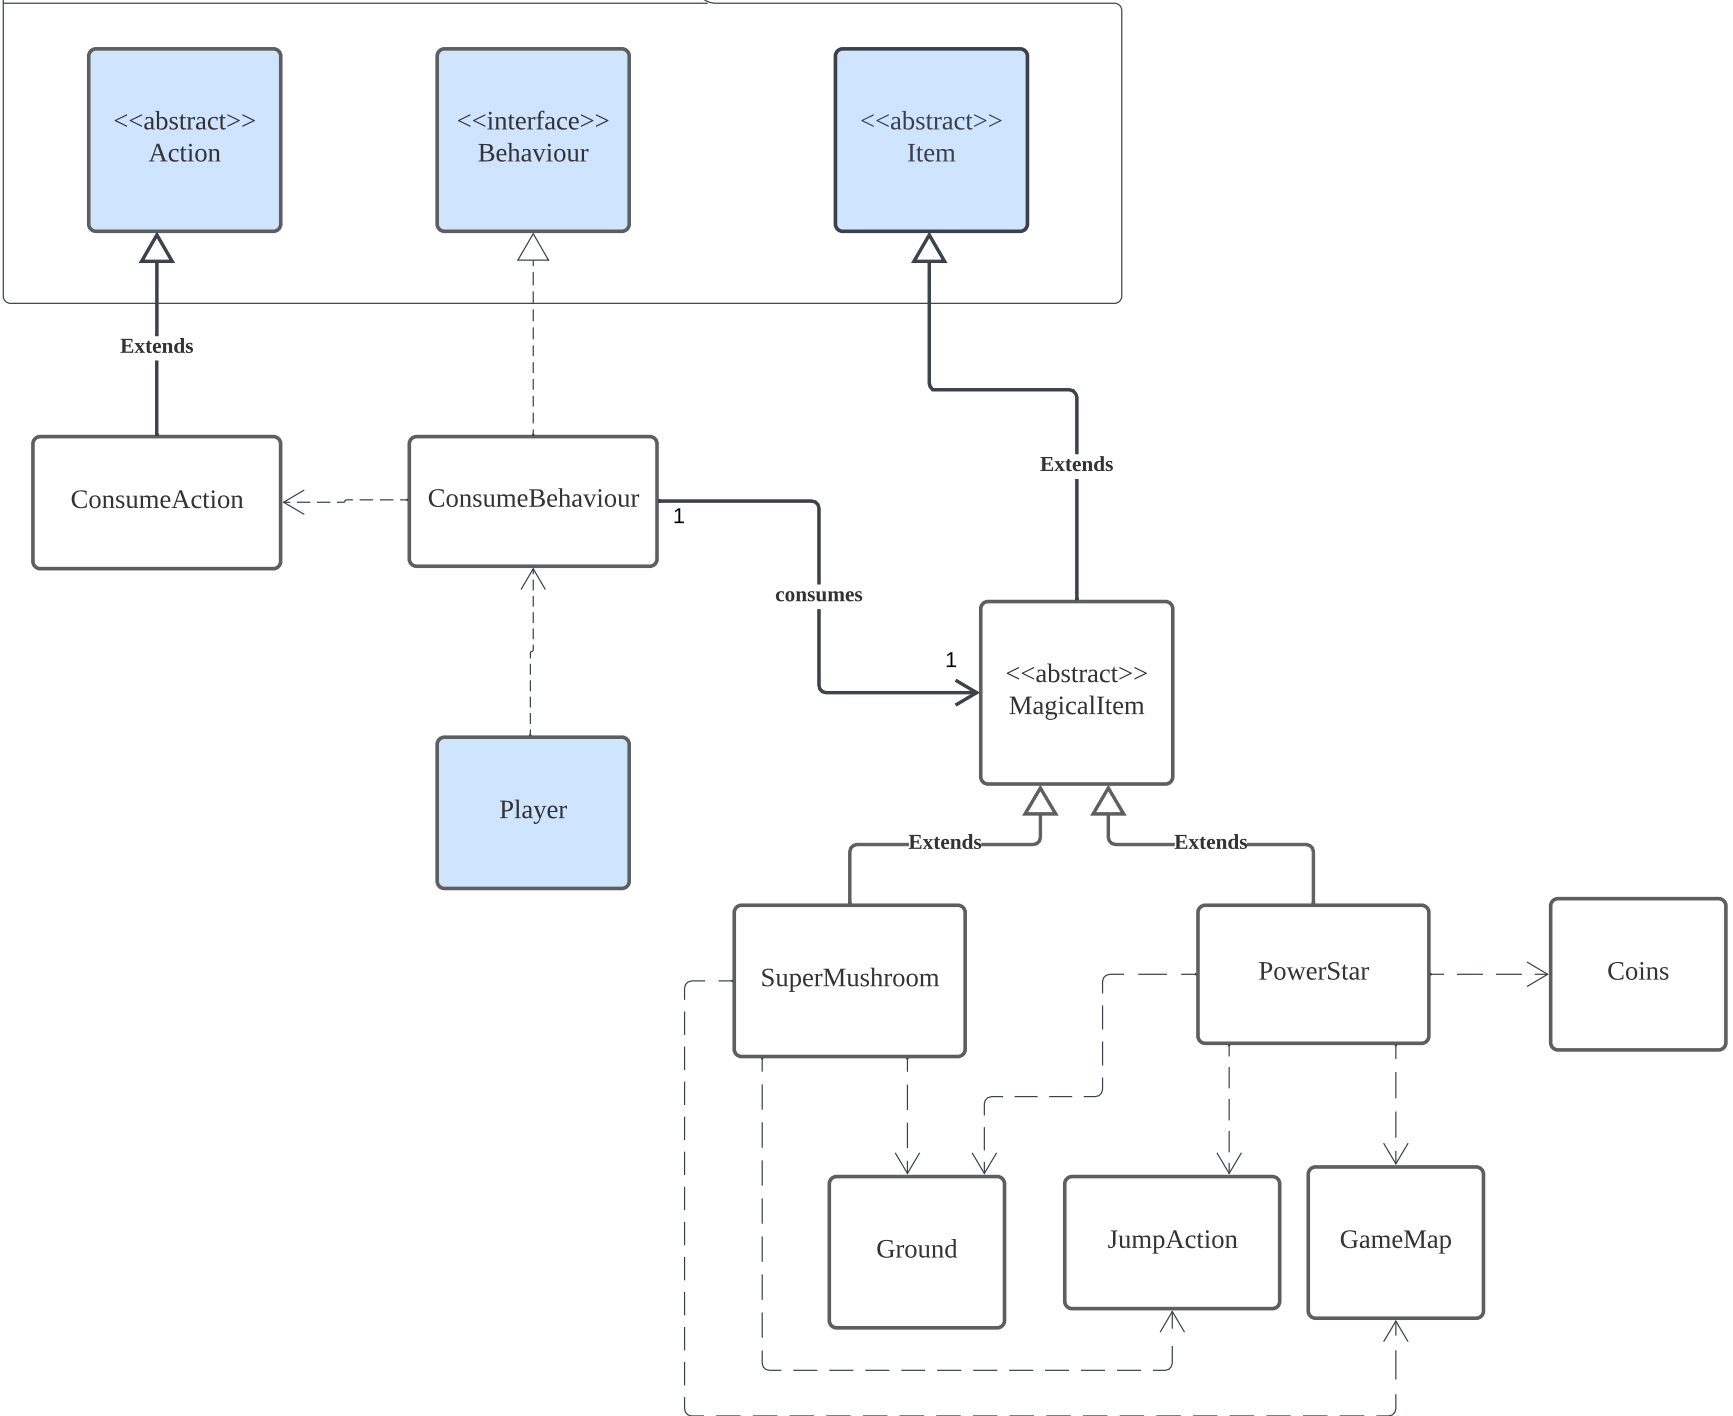 <<abstract>>
Action
<<interface>>
Behaviour
<<abstract>>
Item
Extends
Extends
ConsumeAction
ConsumeBehaviour
1
consumes
1
<<abstract>>
MagicalItem
Player
Extends
Extends
SuperMushroom
PowerStar
Coins
Ground
JumpAction
GameMap